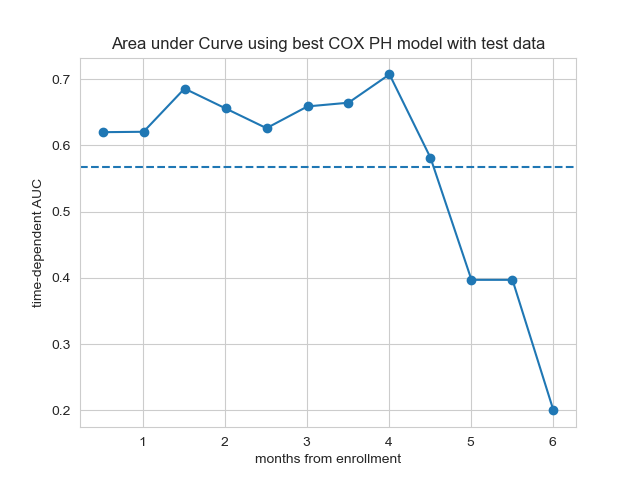 Area under Curve using best COX PH model with test data
time-dependent AUC
0.7
0.6
0.5
0.4
0.3
0.2
1 2 3 4 5 6
months from enrollment